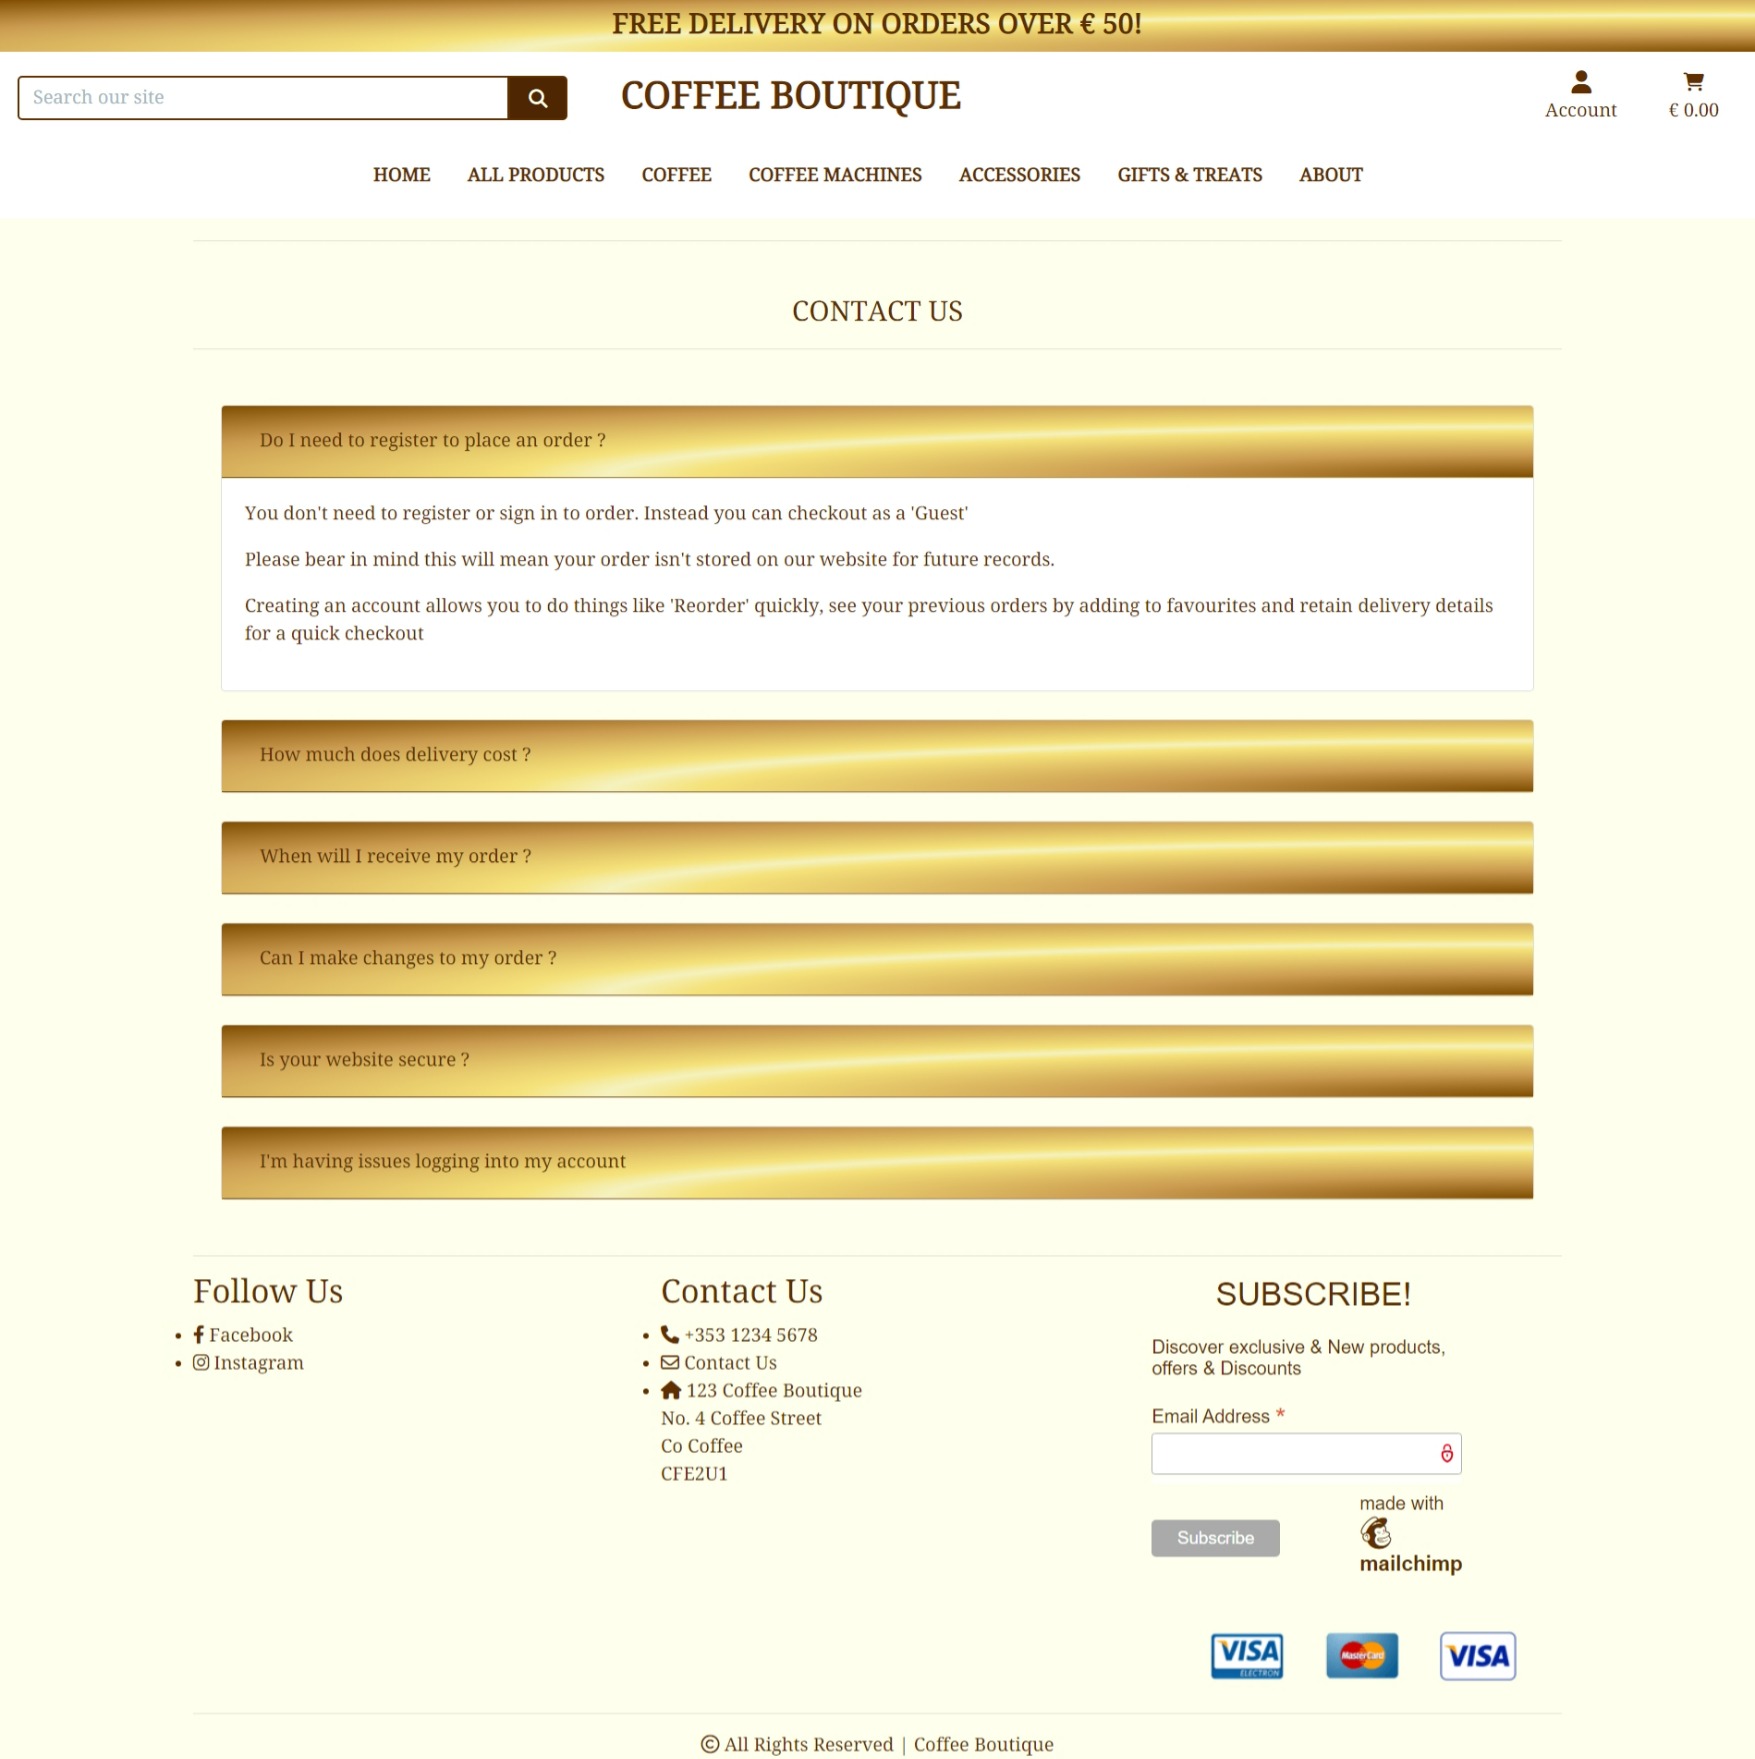 FREE DELIVERY ON ORDERS OVER € 50!
Search our site
COFFEE BOUTIQUE
Account
€ 0.00
HOME
ALL PRODUCTS
COFFEE
COFFEE MACHINES
ACCESSORIES
GIFTS & TREATS
ABOUT
CONTACT US
Do I need to register to place an order ?
You don't need to register or sign in to order. Instead you can checkout as a 'Guest'
Please bear in mind this will mean your order isn't stored on our website for future records.
Creating an account allows you to do things like 'Reorder' quickly, see your previous orders by adding to favourites and retain delivery details
for a quick checkout
How much does delivery cost ?
When will I receive my order ?
Can I make changes to my order ?
Is your website secure ?
I'm having issues logging into my account
Follow Us
Facebook
Instagram
Contact Us
+353 1234 5678
Contact Us
123 Coffee Boutique
No. 4 Coffee Street
Co Coffee
CFE2U1
SUBSCRIBE!
Discover exclusive & New products,
offers & Discounts
Email Address *
Subscribe
made with
mailchimp
VISA
ELECTRON
MasterCard
VISA
© All Rights Reserved | Coffee Boutique